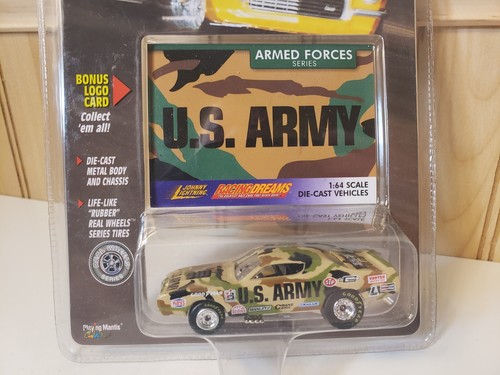 ARMED FORCES
SERIES
U.S. ARMY
BONUS
LOGO
CARD
Collect
'em all!
DIE-CAST
METAL BODY
AND CHASSIS
LIFE-LIKE
"RUBBER"
REAL WHEELS™
SERIES TIRES
JOHNNY
LIGHTNING
RACING DREAMS
1:64 SCALE
DIE-CAST VEHICLES
U.S. ARMY
STP
Playing Mantis